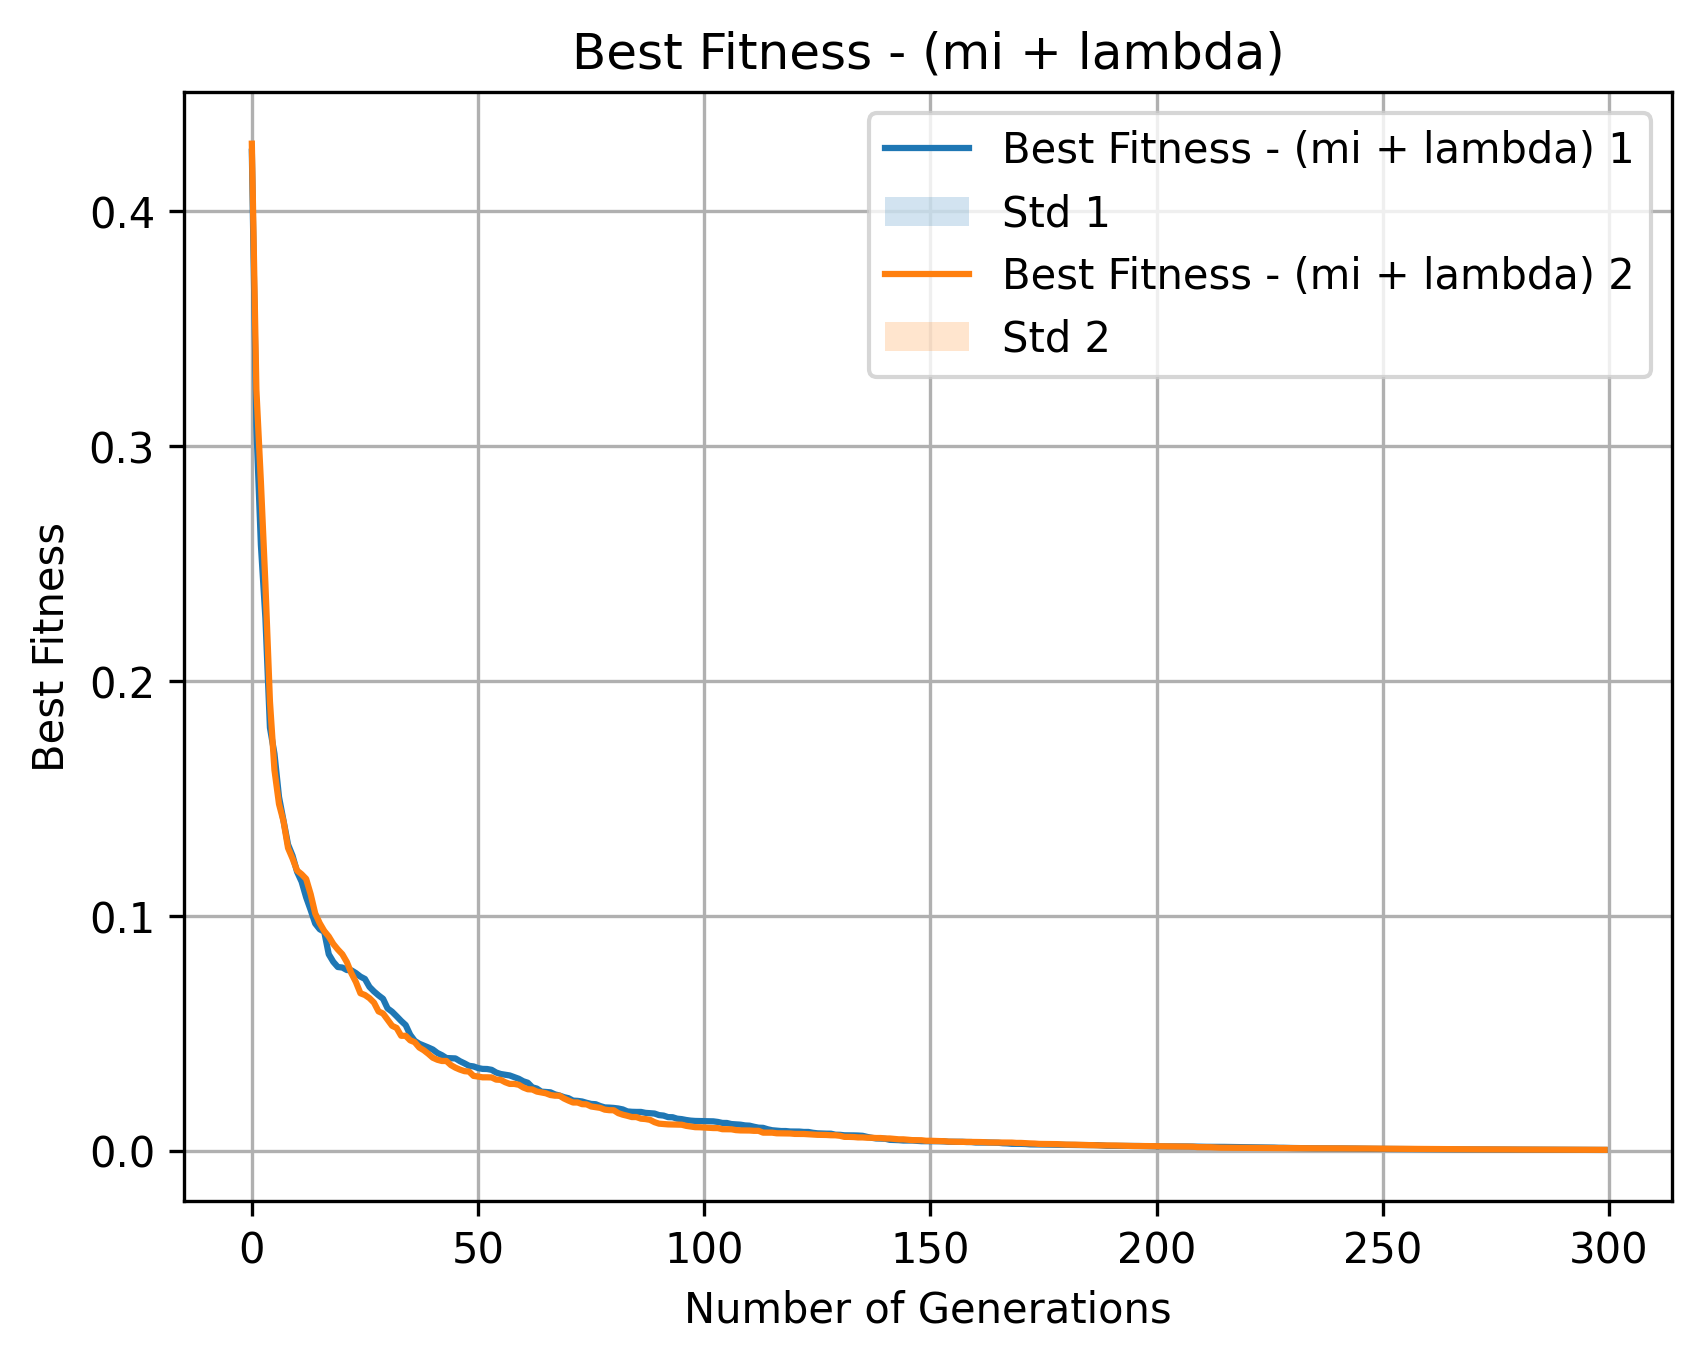 Best Fitness - (mi + lambda)
Best Fitness - (mi + lambda) 1
Std 1
Best Fitness - (mi + lambda) 2
Std 2
0.4
0.3
0.2
0.1
0.0
Best Fitness
0 50 100 150 200 250 300
Number of Generations